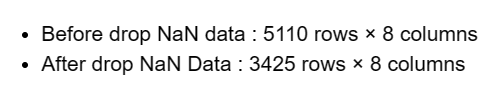 • Before drop NaN data : 5110 rows × 8 columns
• After drop NaN Data : 3425 rows × 8 columns